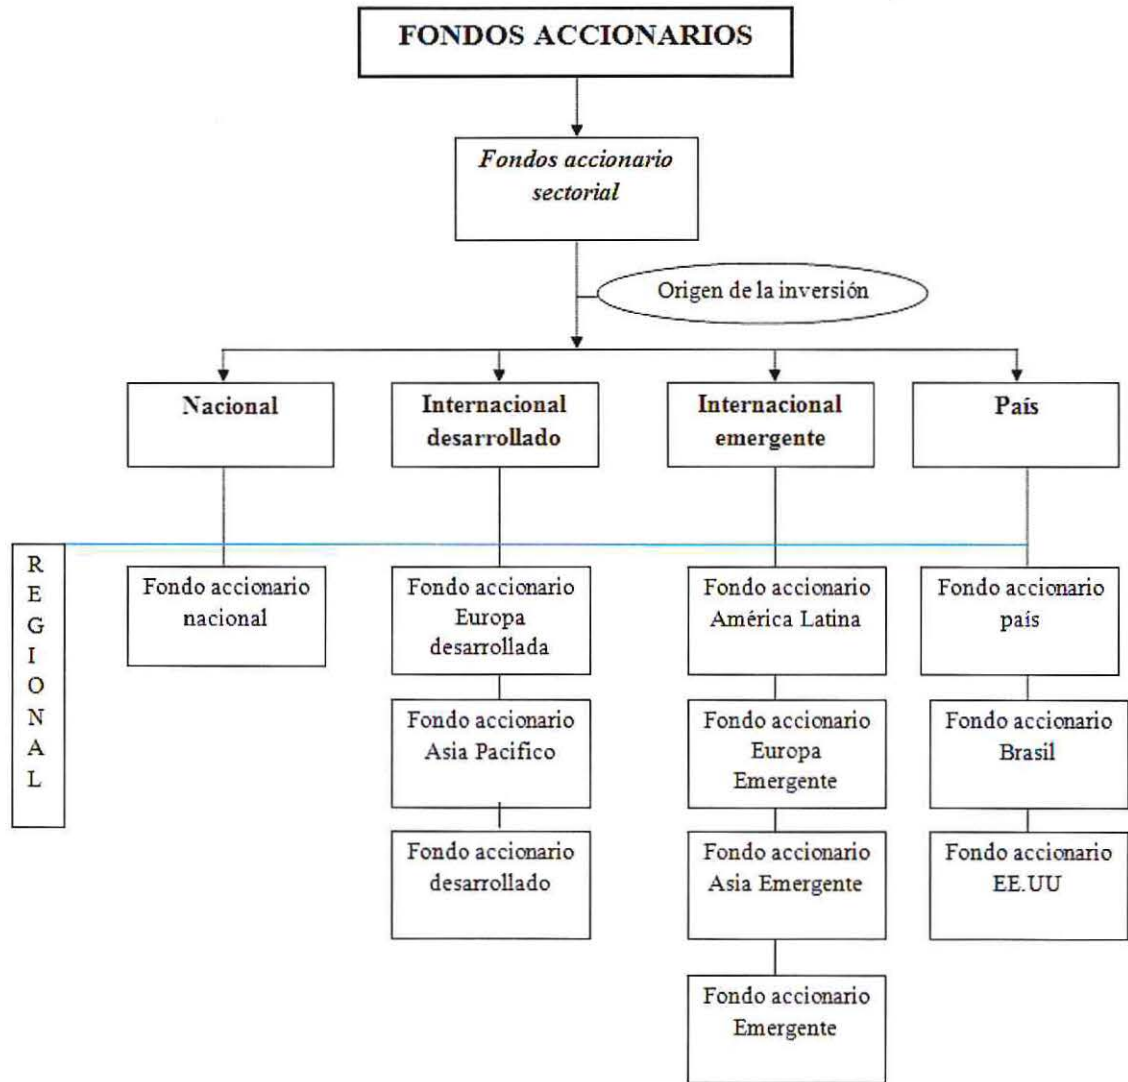 FONDOS ACCIONARIOS
Fondos accionario
sectorial
Origen de la inversión
Nacional
Internacional
desarrollado
Internacional
emergente
País
R
E
G
I
O
N
A
L
Fondo accionario
nacional
Fondo accionario
Europa
desarrollada
Fondo accionario
América Latina
Fondo accionario
país
Fondo accionario
Asia Pacifico
Fondo accionario
Europa
Emergente
Fondo accionario
Brasil
Fondo accionario
desarrollado
Fondo accionario
Asia Emergente
Fondo accionario
EE.UU
Fondo accionario
Emergente